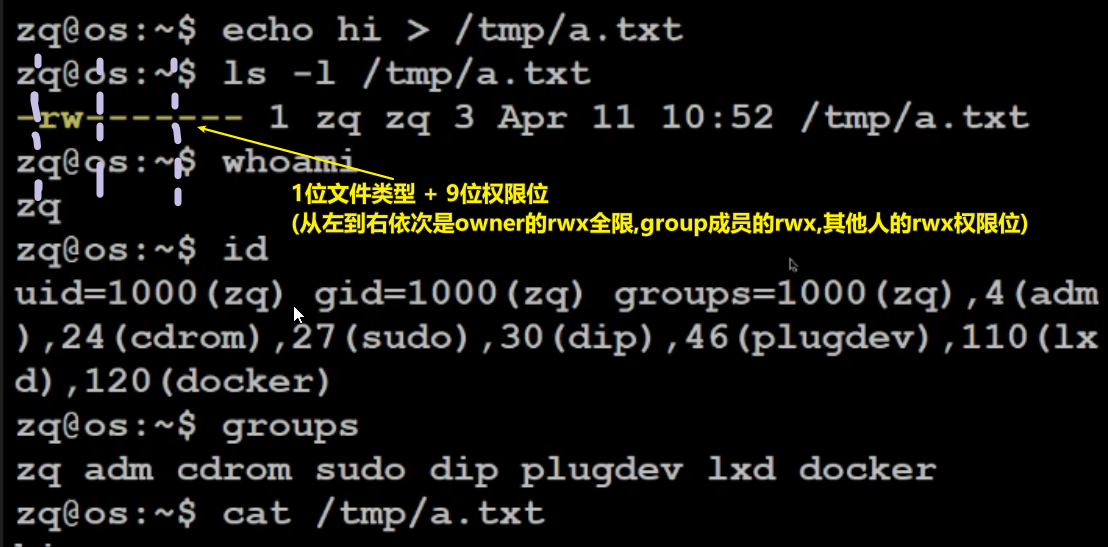 zq@os:~$ echo hi > /tmp/a.txt
zq@os:~$ ls -l /tmp/a.txt
-rw------- 1 zq zq 3 Apr 11 10:52 /tmp/a.txt
zq@os:~$ whoami
1位文件类型 + 9位权限位
zq
(从左到右依次是owner的rwx全限,group成员的rwx,其他人的rwx权限位)
zq@os:~$ id
uid=1000(zq) gid=1000(zq) groups=1000(zq),4(adm
),24(cdrom),27(sudo),30(dip),46(plugdev),110(lx
d),120(docker)
zq@os:~$ groups
zq adm cdrom sudo dip plugdev lxd docker
zq@os:~$ cat /tmp/a.txt